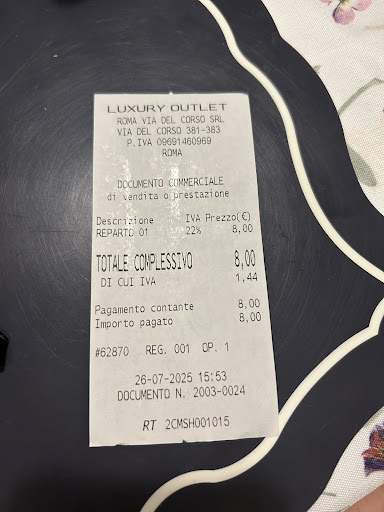 LUXURY OUTLET
ROMA VIA DEL CORSO SRL
VIA DEL CORSO 381-383
P.IVA 09691460969
ROMA
DOCUMENTO COMMERCIALE
di vendita o prestazione
Descrizione IVA Prezzo(€)
REPARTO 01 22% 8,00
TOTALE COMPLESSIVO 8,00
DI CUI IVA 1,44
Pagamento contante 8,00
Importo pagato 8,00
#62870 REG. 001 OP. 1
26-07-2025 15:53
DOCUMENTO N. 2003-0024
RT 2CMSH001015